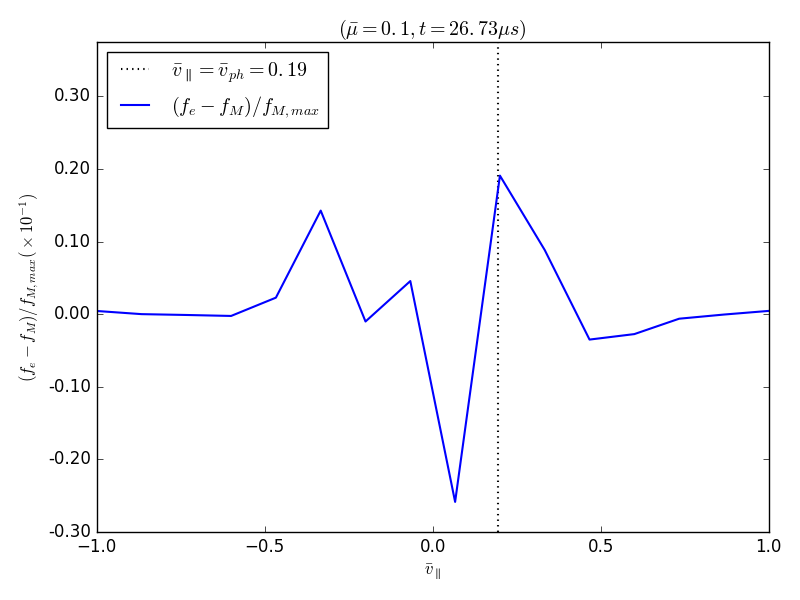 (μ̄ = 0.1, t = 26.73μs)
v̄∥ = v̄ph = 0.19
(fe − fM)/fM,max
(fe − fM)/fM,max(×10⁻¹)
0.30
0.20
0.10
0.00
-0.10
-0.20
-0.30
−1.0 −0.5 0.0 0.5 1.0
v̄∥